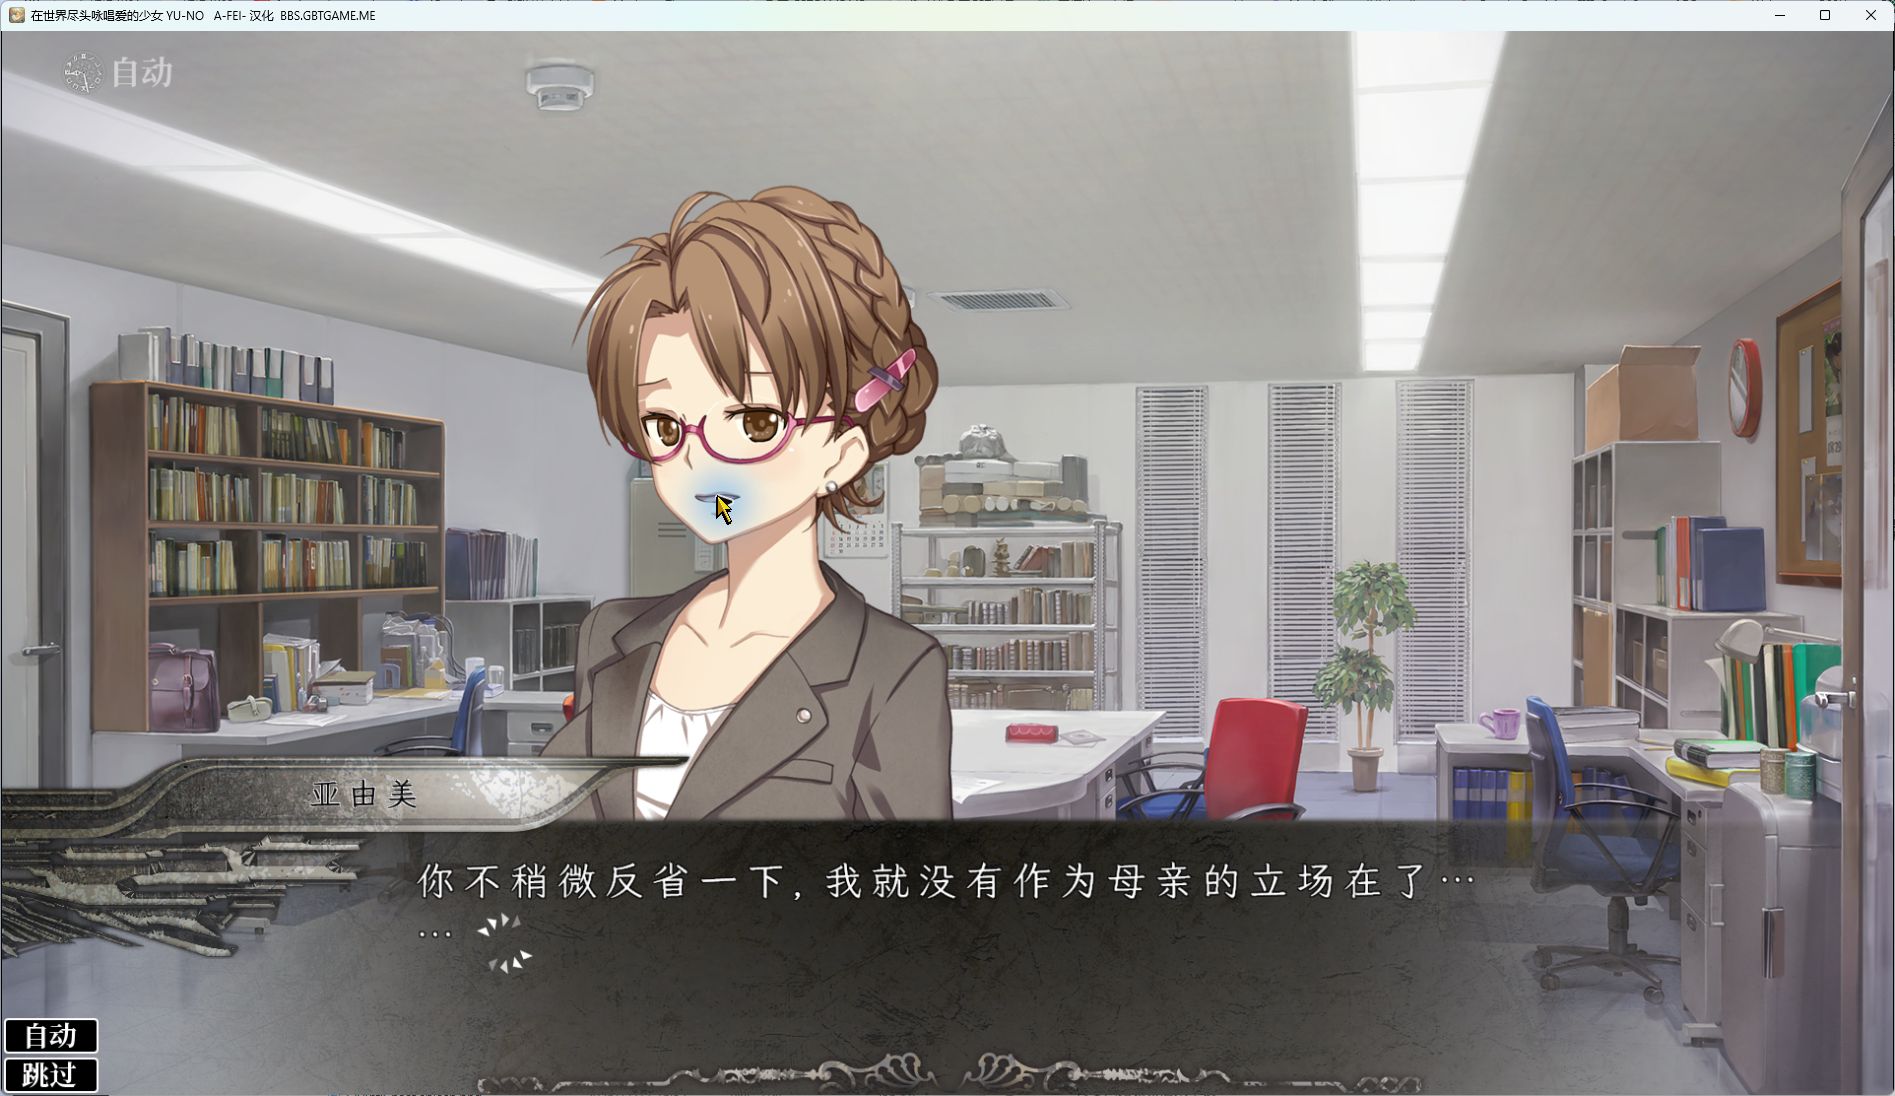 在世界尽头咏唱爱的少女 YU-NO A-FEI- 汉化 BBS.GBTGAME.ME
自动
亚由美
你不稍微反省一下，我就没有作为母亲的立场在了…
…
自动
跳过